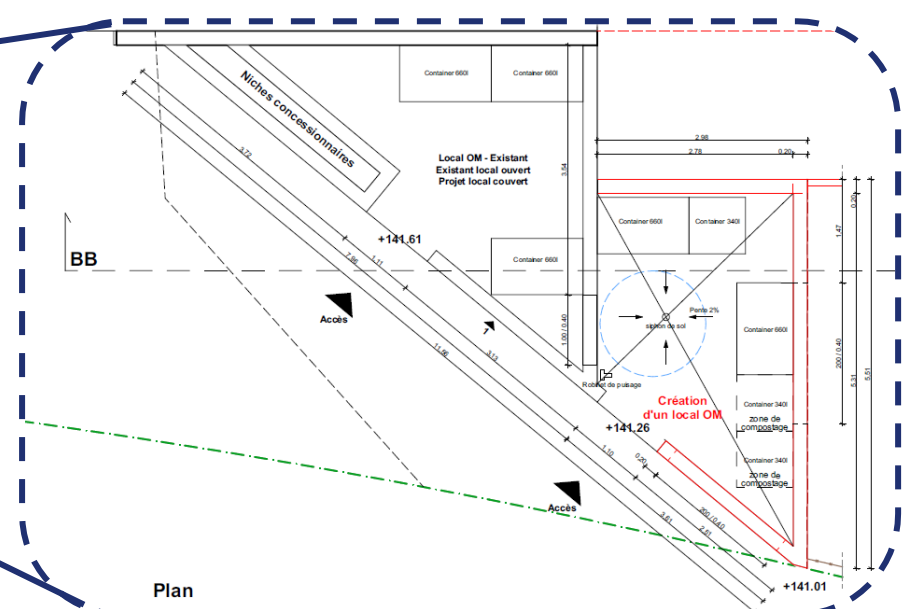 Container 660l
Container 660l
Niches concessionnaires
Local OM - Existant
Existant local ouvert
Projet local couvert
3.72
3.54
2.98
2.78
0.20
0.20
Container 660l
Container 340l
1.47
+141.61
7.96
1.11
BB
Container 660l
Accès
Pente 2%
siphon de sol
1.00 / 0.40
Container 660l
200 / 0.40
11.66
3.13
1
5.31
5.51
Robinet de puisage
Création
d'un local OM
Container 340l
zone de
compostage
+141.26
1.10
0.20
Container 340l
zone de
compostage
Accès
200 / 0.40
3.61
2.61
+141.01
Plan